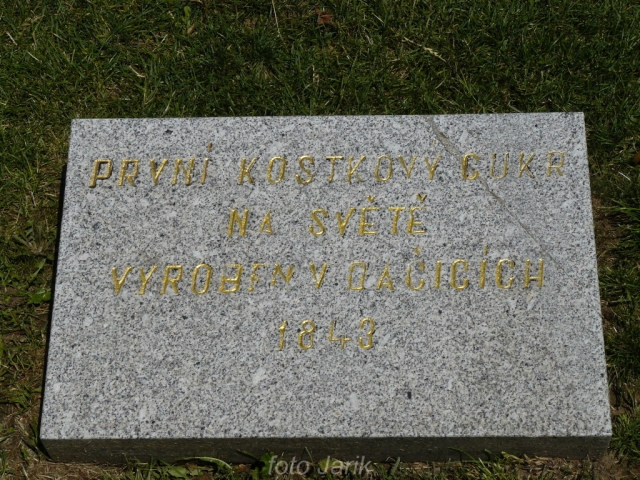 PRVNÍ KOSTKOVÝ CUKR
NA SVĚTĚ
VYROBEN V DAČICÍCH
1843
foto Jarik